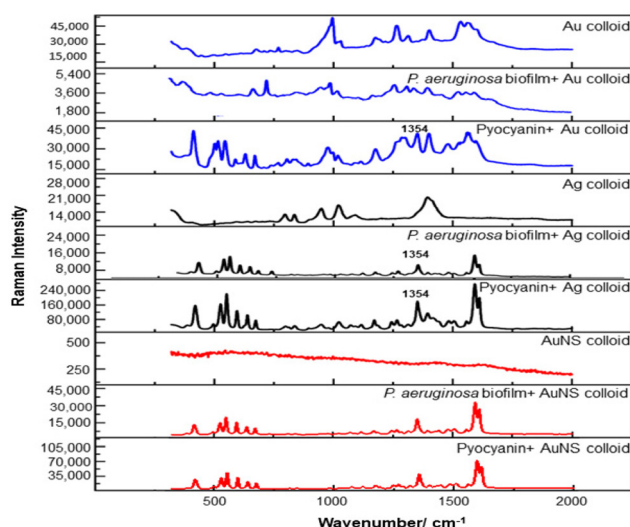 45,000
30,000
15,000
Au colloid
5,400
3,600
1,800
P. aeruginosa biofilm+ Au colloid
45,000
30,000
15,000
Pyocyanin+ Au colloid
1354
28,000
21,000
14,000
Ag colloid
24,000
16,000
8,000
P. aeruginosa biofilm+ Ag colloid
1354
240,000
160,000
80,000
Pyocyanin+ Ag colloid
1354
500
250
AuNS colloid
45,000
30,000
15,000
P. aeruginosa biofilm+ AuNS colloid
105,000
70,000
35,000
Pyocyanin+ AuNS colloid
Raman Intensity
500 1000 1500 2000
Wavenumber/ cm-1